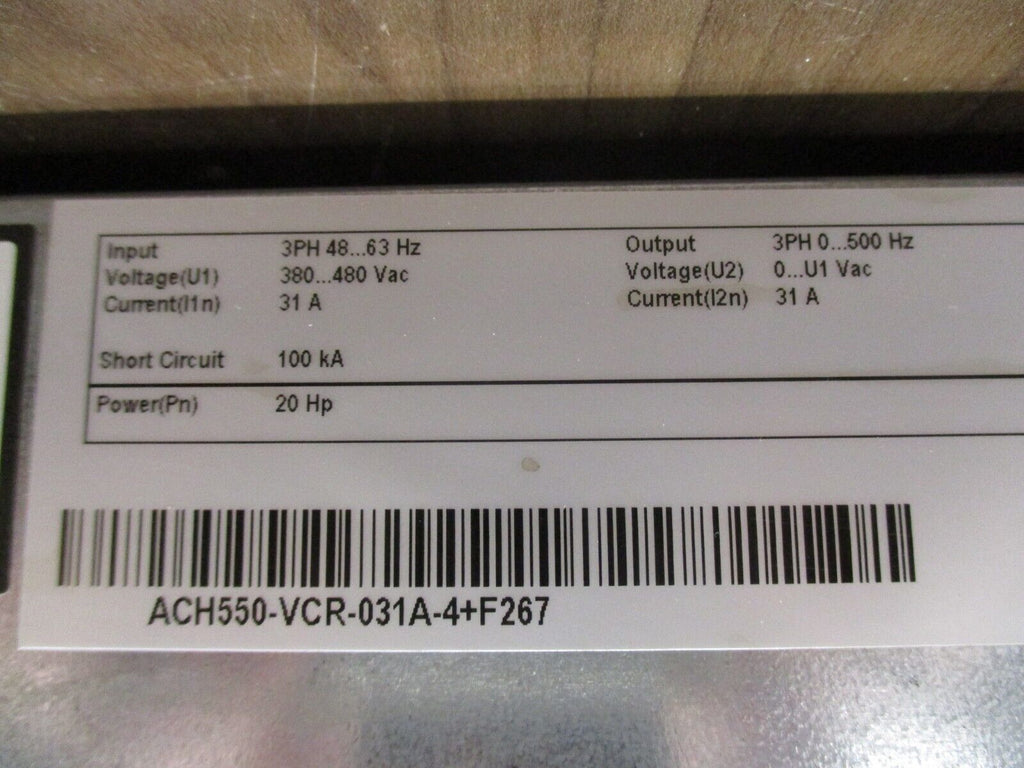 Input 3PH 48...63 Hz Output 3PH 0...500 Hz
Voltage(U1) 380...480 Vac Voltage(U2) 0...U1 Vac
Current(I1n) 31 A Current(I2n) 31 A
Short Circuit 100 kA
Power(Pn) 20 Hp
ACH550-VCR-031A-4+F267